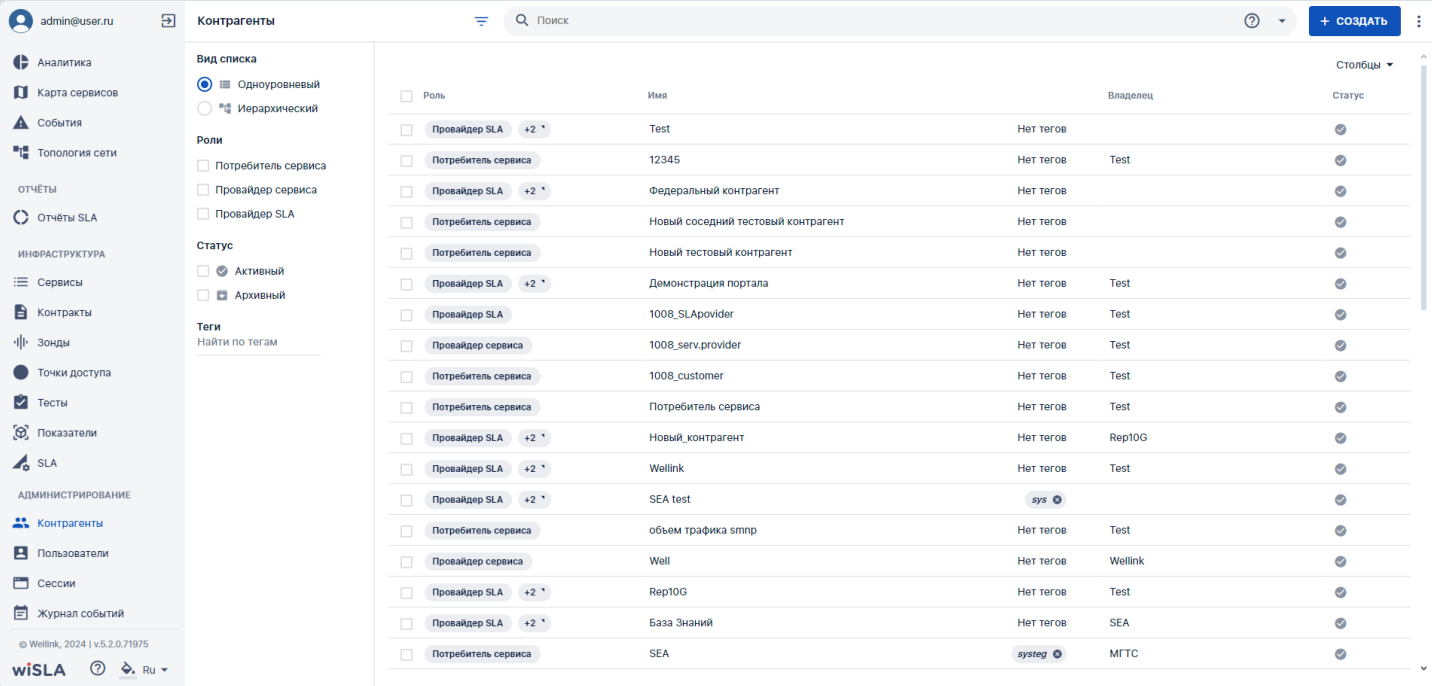 admin@user.ru
Аналитика
Карта сервисов
События
Топология сети
ОТЧЁТЫ
Отчёты SLA
ИНФРАСТРУКТУРА
Сервисы
Контракты
Зонды
Точки доступа
Тесты
Показатели
SLA
АДМИНИСТРИРОВАНИЕ
Контрагенты
Пользователи
Сессии
Журнал событий
© Wellink, 2024 | v.5.2.0.71975
wiSLA Ru
Контрагенты
Поиск
+ СОЗДАТЬ
Вид списка
Одноуровневый
Иерархический
Роли
Потребитель сервиса
Провайдер сервиса
Провайдер SLA
Статус
Активный
Архивный
Теги
Найти по тегам
Столбцы
Роль Имя Владелец Статус
Провайдер SLA +2 Test Нет тегов
Потребитель сервиса 12345 Нет тегов Test
Провайдер SLA +2 Федеральный контрагент Нет тегов
Потребитель сервиса Новый соседний тестовый контрагент Нет тегов
Потребитель сервиса Новый тестовый контрагент Нет тегов
Провайдер SLA +2 Демонстрация портала Нет тегов Test
Провайдер SLA 1008_SLApovider Нет тегов Test
Провайдер сервиса 1008_serv.provider Нет тегов Test
Потребитель сервиса 1008_customer Нет тегов Test
Потребитель сервиса Потребитель сервиса Нет тегов Test
Провайдер SLA +2 Новый_контрагент Нет тегов Rep10G
Провайдер SLA +2 Wellink Нет тегов Test
Провайдер SLA +2 SEA test sys
Потребитель сервиса объем трафика smnp Нет тегов Test
Провайдер сервиса Well Нет тегов Wellink
Провайдер SLA +2 Rep10G Нет тегов Test
Провайдер SLA +2 База Знаний Нет тегов SEA
Потребитель сервиса SEA systeg МГТС